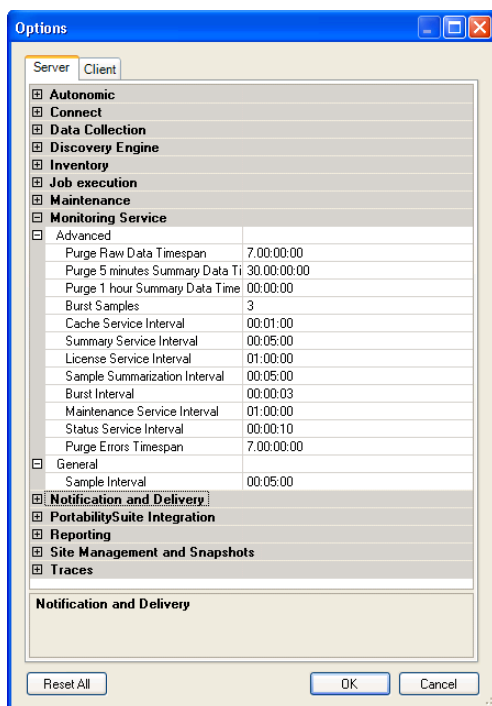 Options
Server Client
Autonomic
Connect
Data Collection
Discovery Engine
Inventory
Job execution
Maintenance
Monitoring Service
Advanced
Purge Raw Data Timespan 7.00:00:00
Purge 5 minutes Summary Data Ti 30.00:00:00
Purge 1 hour Summary Data Time 00:00:00
Burst Samples 3
Cache Service Interval 00:01:00
Summary Service Interval 00:05:00
License Service Interval 01:00:00
Sample Summarization Interval 00:05:00
Burst Interval 00:00:03
Maintenance Service Interval 01:00:00
Status Service Interval 00:00:10
Purge Errors Timespan 7.00:00:00
General
Sample Interval 00:05:00
Notification and Delivery
PortabilitySuite Integration
Reporting
Site Management and Snapshots
Traces
Notification and Delivery
Reset All OK Cancel